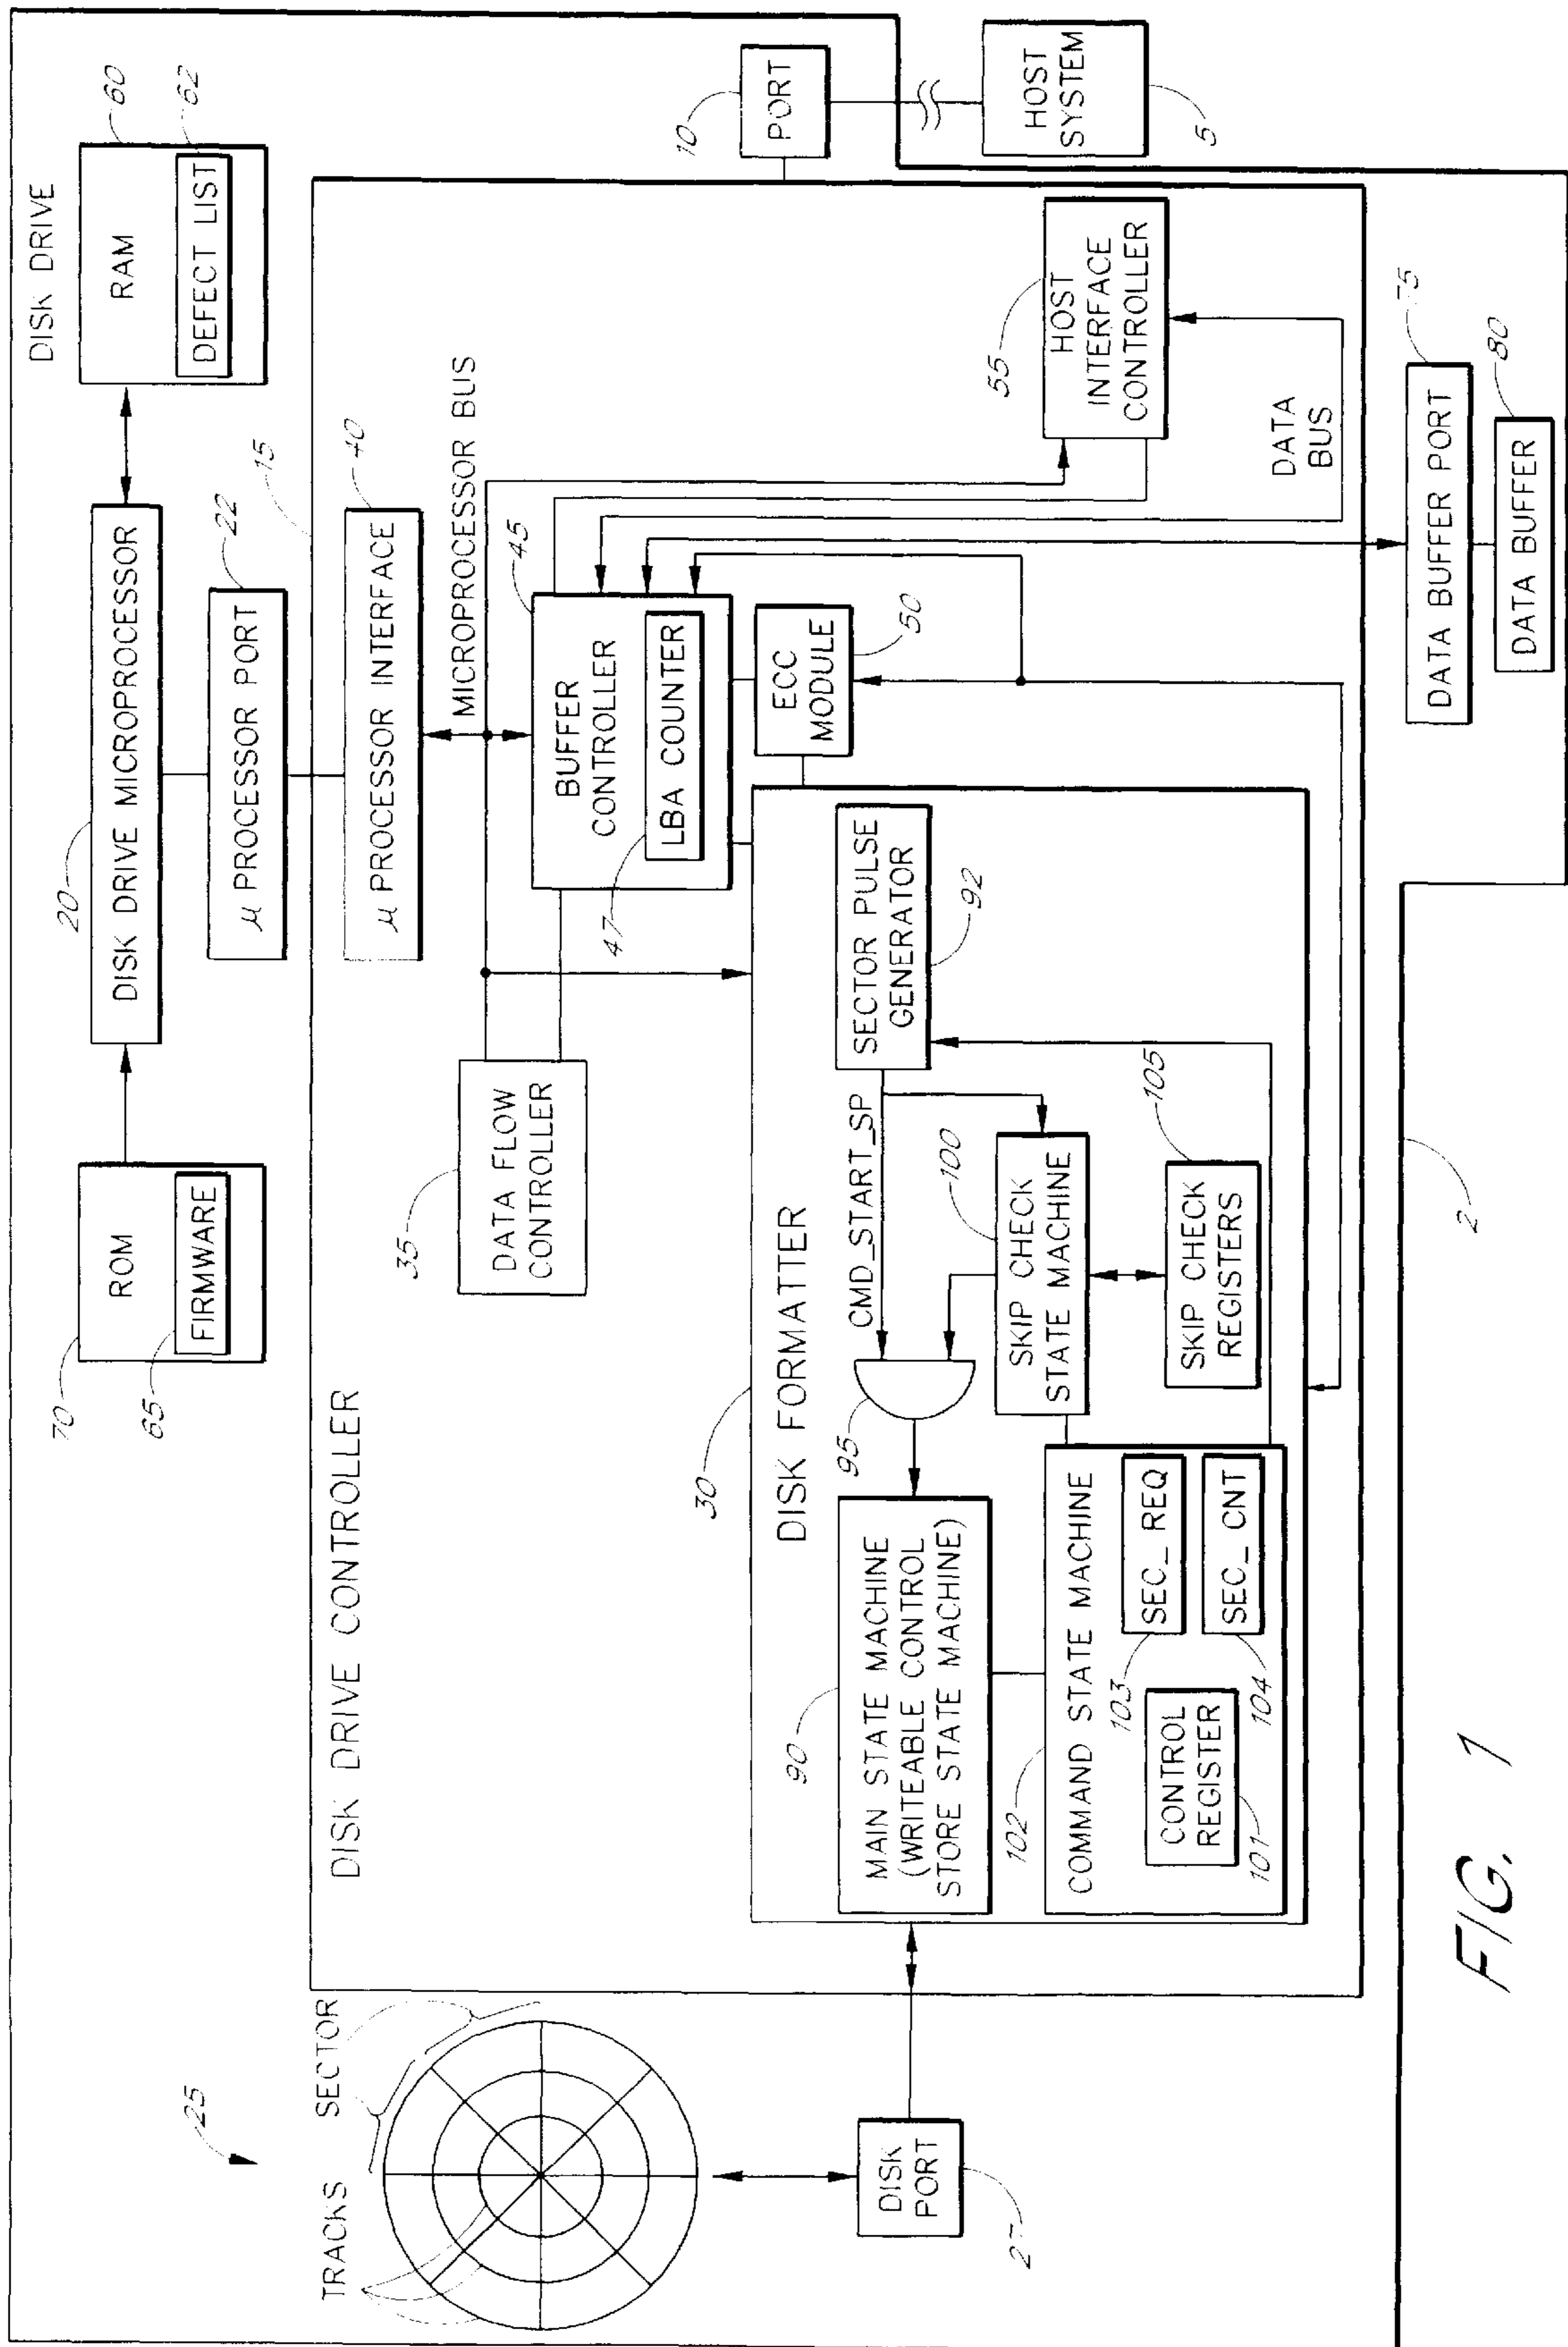 DISK DRIVE
70
ROM
65
FIRMWARE
20
DISK DRIVE MICROPROCESSOR
60
RAM
62
DEFECT LIST
22
μ PROCESSOR PORT
15
25
TRACKS
SECTOR
DISK DRIVE CONTROLLER
40
μ PROCESSOR INTERFACE
MICROPROCESSOR BUS
10
PORT
35
DATA FLOW
CONTROLLER
45
BUFFER
CONTROLLER
47
LBA COUNTER
50
ECC
MODULE
55
HOST
INTERFACE
CONTROLLER
HOST
SYSTEM
5
DATA
BUS
30
DISK FORMATTER
SECTOR PULSE
GENERATOR
92
CMD_START_SP
95
100
SKIP CHECK
STATE MACHINE
105
SKIP CHECK
REGISTERS
90
MAIN STATE MACHINE
(WRITEABLE CONTROL
STORE STATE MACHINE)
102
COMMAND STATE MACHINE
103
SEC_REQ
104
SEC_CNT
CONTROL
REGISTER
101
DISK
PORT
27
75
DATA BUFFER PORT
80
DATA BUFFER
2
FIG. 1